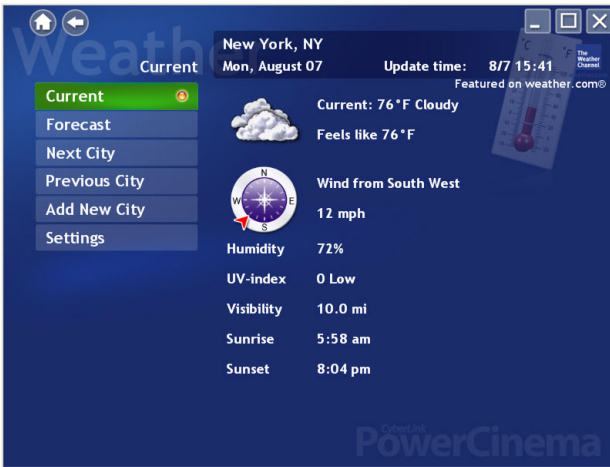 Weather
Current
New York, NY
Mon, August 07 Update time: 8/7 15:41
The Weather Channel
°C °F
Featured on weather.com®
Current
Forecast
Next City
Previous City
Add New City
Settings
Current: 76°F Cloudy
Feels like 76°F
N
W E
S
Wind from South West
12 mph
Humidity 72%
UV-index 0 Low
Visibility 10.0 mi
Sunrise 5:58 am
Sunset 8:04 pm
CyberLink
PowerCinema